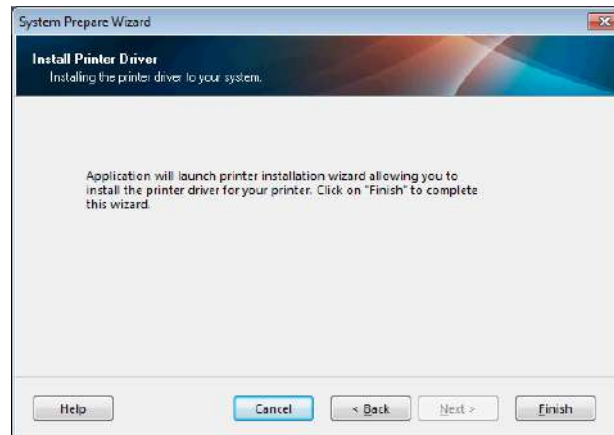 System Prepare Wizard
Install Printer Driver
Installing the printer driver to your system.
Application will launch printer installation wizard allowing you to
install the printer driver for your printer. Click on "Finish" to complete
this wizard.
Help
Cancel
< Back
Next >
Finish